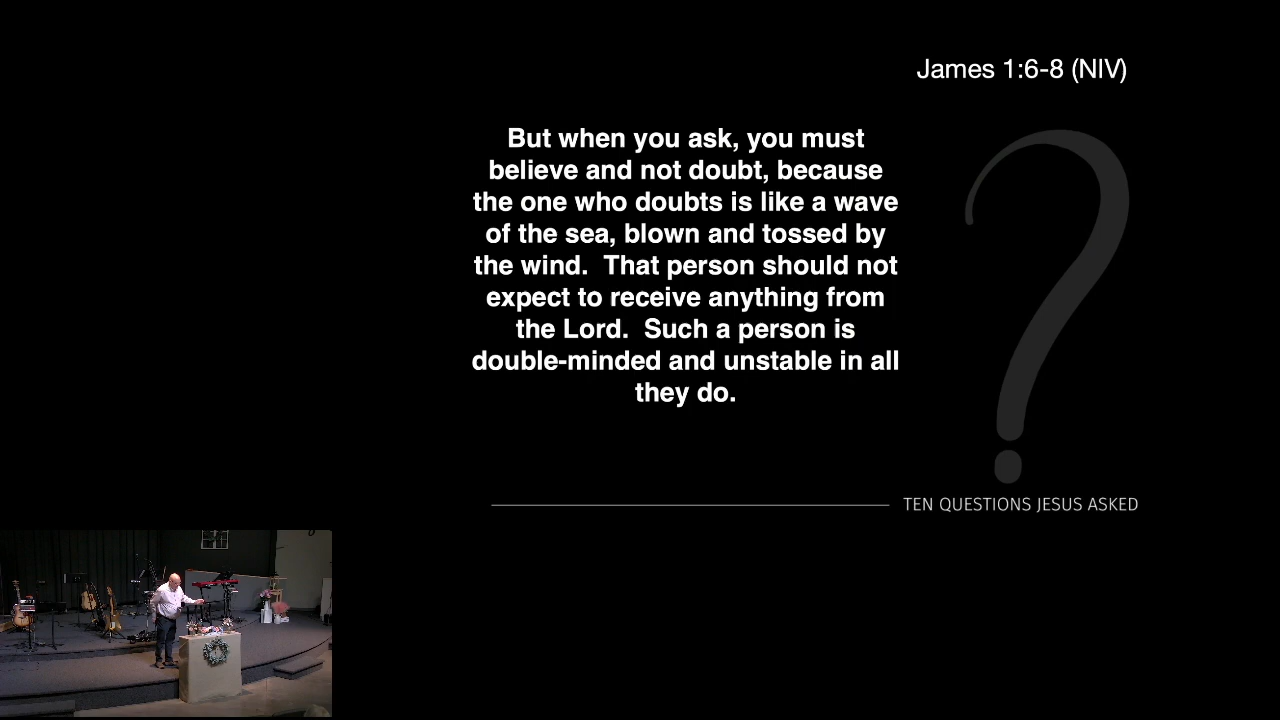 James 1:6-8 (NIV)
But when you ask, you must
believe and not doubt, because
the one who doubts is like a wave
of the sea, blown and tossed by
the wind.  That person should not
expect to receive anything from
the Lord.  Such a person is
double-minded and unstable in all
they do.
?
TEN QUESTIONS JESUS ASKED